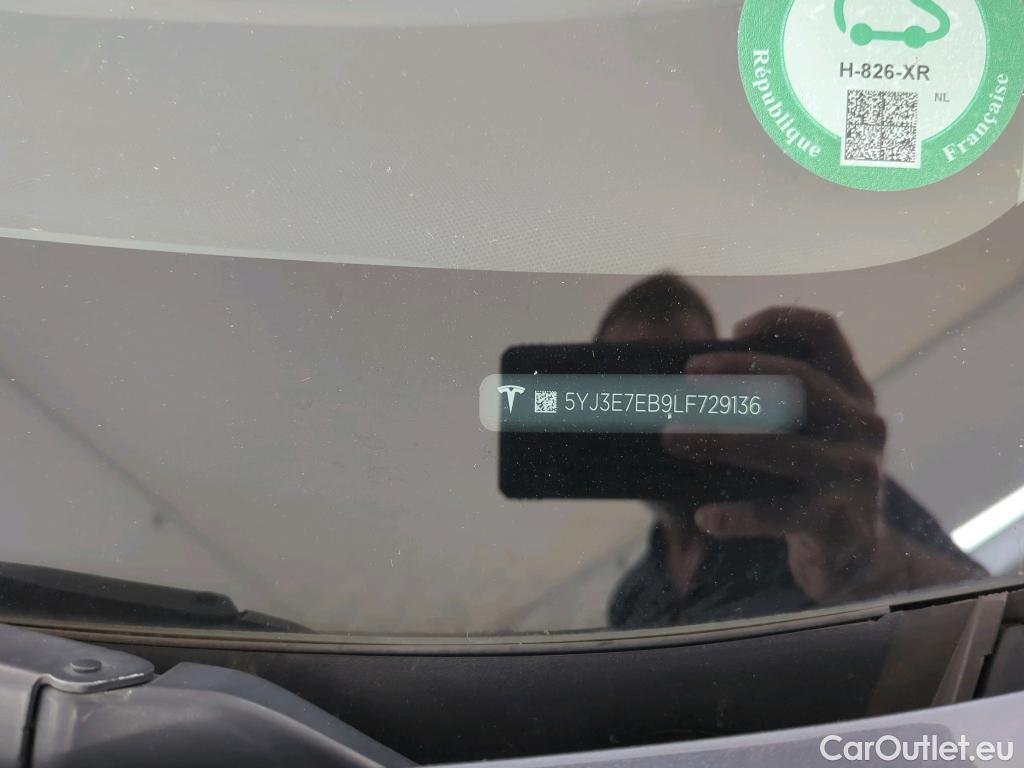 H-826-XR
NL
République Française
5YJ3E7EB9LF729136
CarOutlet.eu